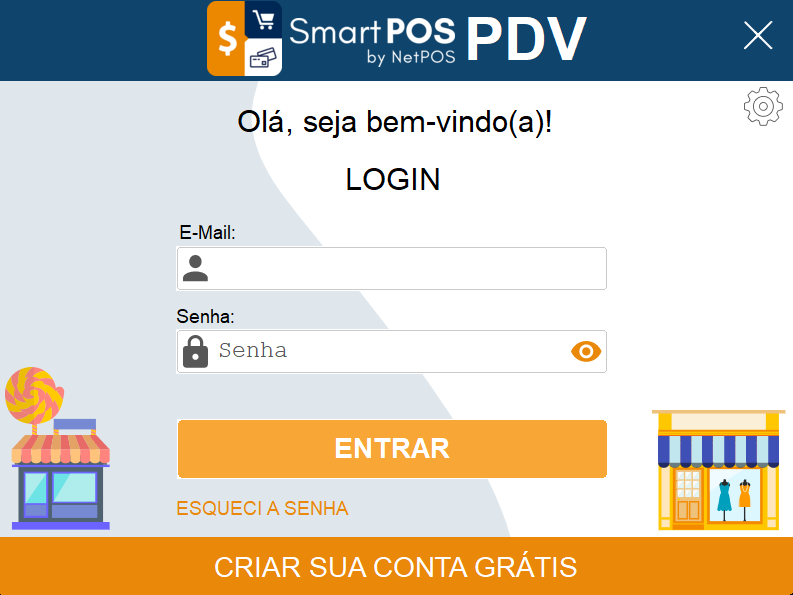 $
SmartPOS PDV
by NetPOS
Olá, seja bem-vindo(a)!
LOGIN
E-Mail:
Senha:
Senha
ENTRAR
ESQUECI A SENHA
CRIAR SUA CONTA GRÁTIS